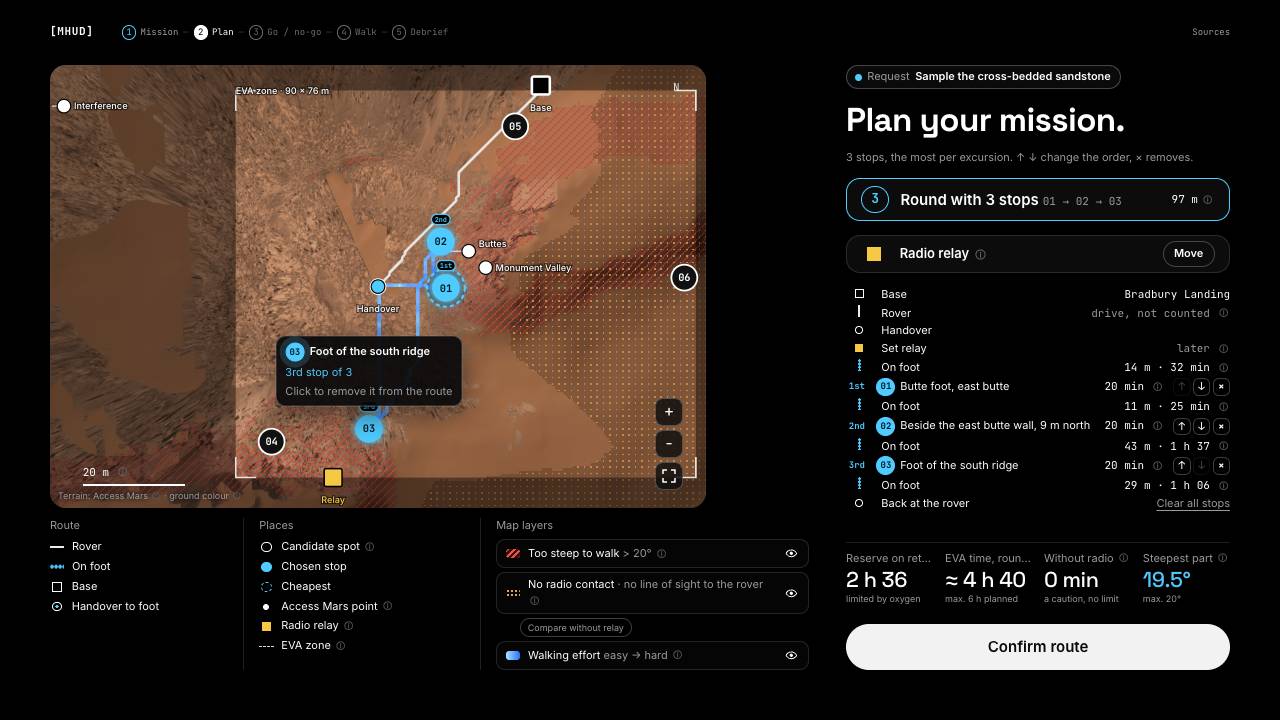 [MHUD]
1 Mission – 2 Plan – 3 Go / no-go – 4 Walk – 5 Debrief
Sources
Interference
EVA zone · 90 × 76 m
N
Base
05
2nd
02
Buttes
1st
Monument Valley
01
06
Handover
03 Foot of the south ridge
3rd stop of 3
Click to remove it from the route
03
04
20 m
Relay
Terrain: Access Mars · ground colour
+
−
Route
Rover
On foot
Base
Handover to foot
Places
Candidate spot
Chosen stop
Cheapest
Access Mars point
Radio relay
EVA zone
Map layers
Too steep to walk > 20°
No radio contact · no line of sight to the rover
Compare without relay
Walking effort easy → hard
Request Sample the cross-bedded sandstone
Plan your mission.
3 stops, the most per excursion. ↑ ↓ change the order, × removes.
3 Round with 3 stops 01 → 02 → 03 97 m
Radio relay Move
Base Bradbury Landing
Rover drive, not counted
Handover
Set relay later
On foot 14 m · 32 min
1st 01 Butte foot, east butte 20 min ↑ ↓ ×
On foot 11 m · 25 min
2nd 02 Beside the east butte wall, 9 m north 20 min ↑ ↓ ×
On foot 43 m · 1 h 37
3rd 03 Foot of the south ridge 20 min ↑ ↓ ×
On foot 29 m · 1 h 06
Back at the rover Clear all stops
Reserve on ret… EVA time, roun… Without radio Steepest part
2 h 36 ≈ 4 h 40 0 min 19.5°
limited by oxygen max. 6 h planned a caution, no limit max. 20°
Confirm route